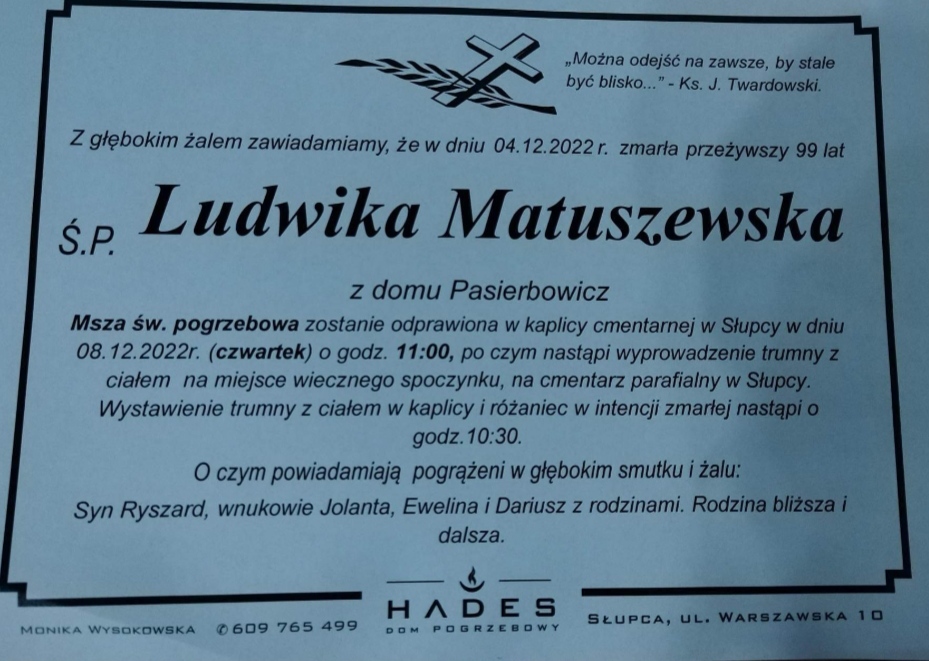 „Można odejść na zawsze, by stale
być blisko...” - Ks. J. Twardowski.
Z głębokim żalem zawiadamiamy, że w dniu 04.12.2022 r. zmarła przeżywszy 99 lat
Ś.P. Ludwika Matuszewska
z domu Pasierbowicz
Msza św. pogrzebowa zostanie odprawiona w kaplicy cmentarnej w Słupcy w dniu
08.12.2022r. (czwartek) o godz. 11:00, po czym nastąpi wyprowadzenie trumny z
ciałem na miejsce wiecznego spoczynku, na cmentarz parafialny w Słupcy.
Wystawienie trumny z ciałem w kaplicy i różaniec w intencji zmarłej nastąpi o
godz.10:30.
O czym powiadamiają pogrążeni w głębokim smutku i żalu:
Syn Ryszard, wnukowie Jolanta, Ewelina i Dariusz z rodzinami. Rodzina bliższa i
dalsza.
HADES
DOM POGRZEBOWY
MONIKA WYSOKOWSKA ✆609 765 499
SŁUPCA, UL. WARSZAWSKA 10